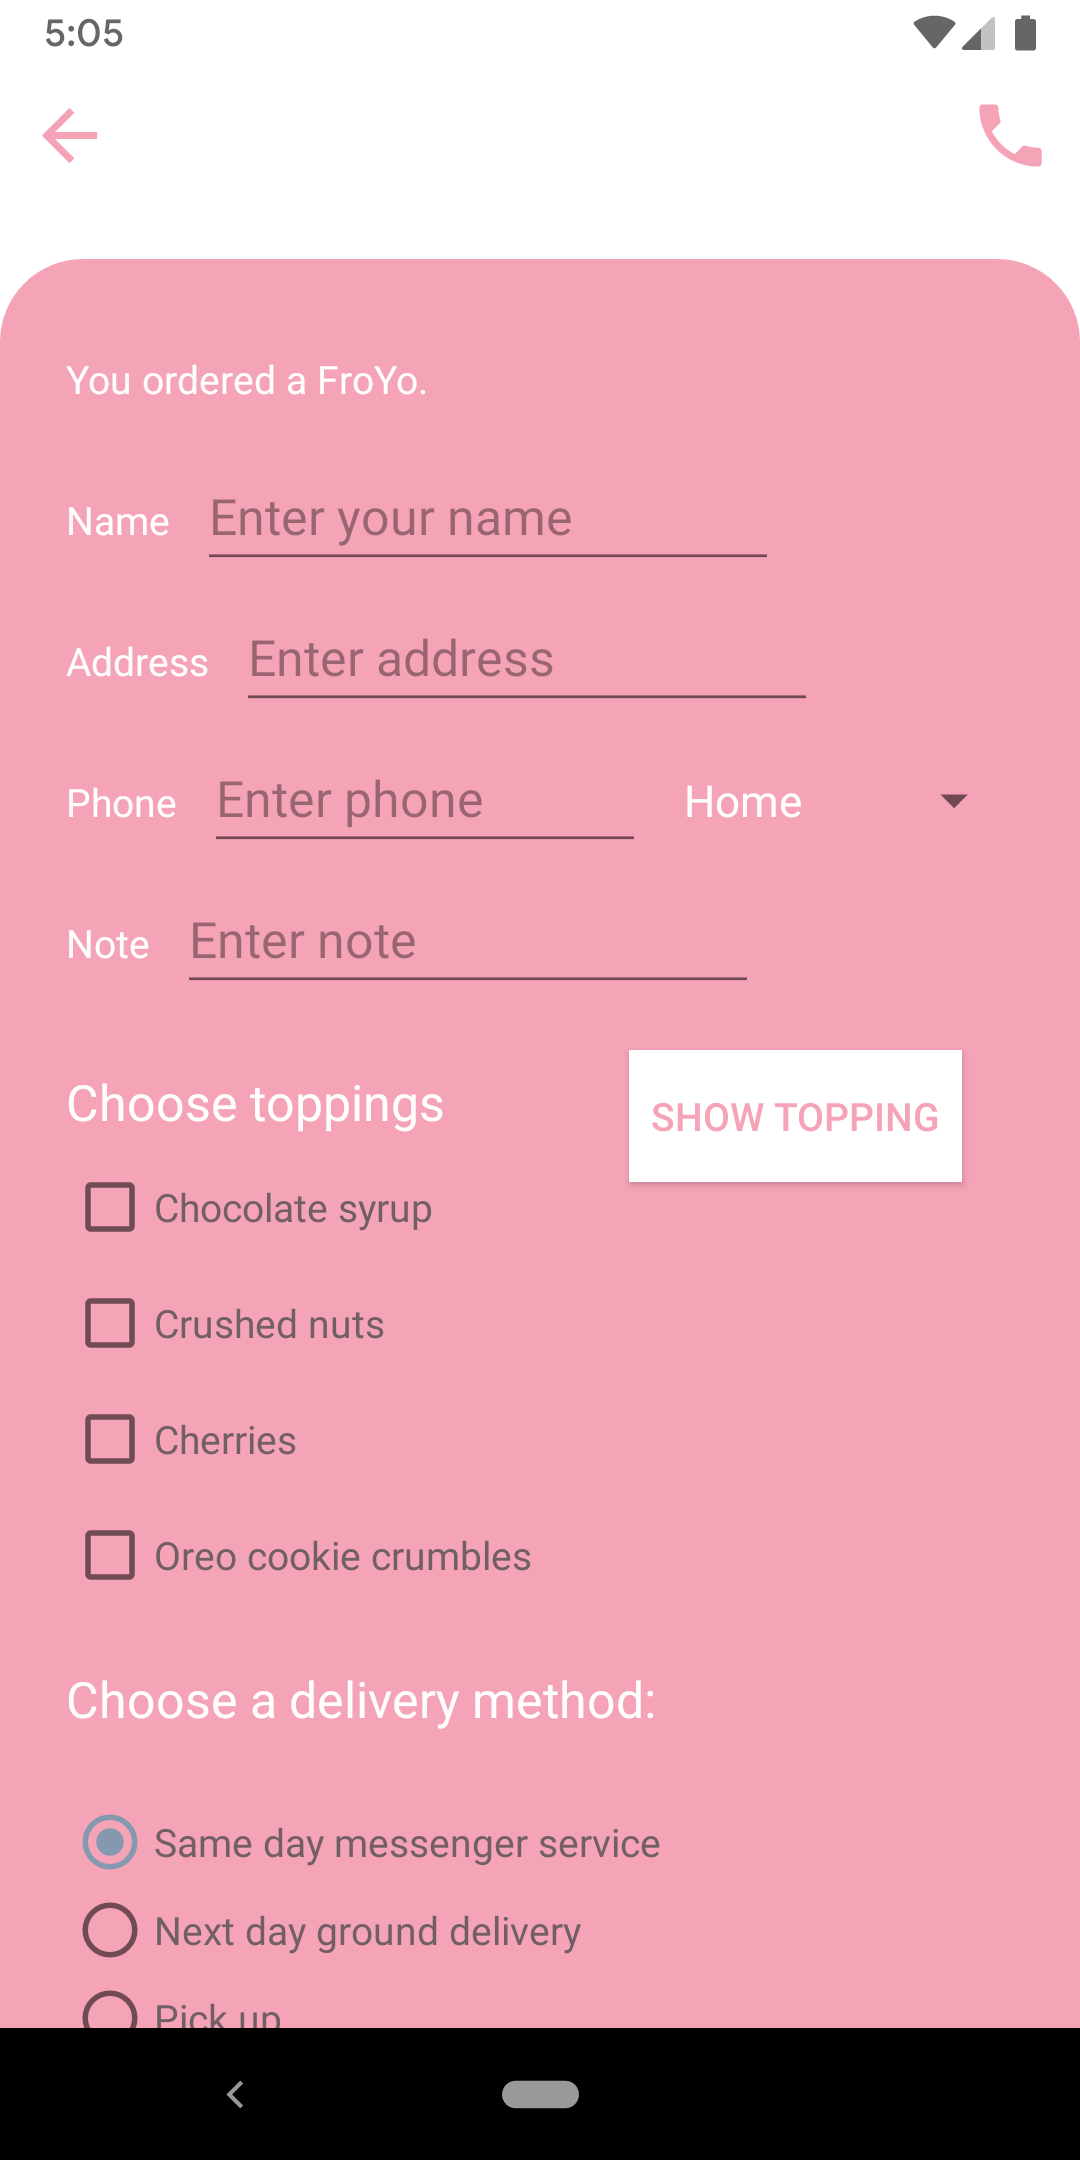 5:05
You ordered a FroYo.
Name Enter your name
Address Enter address
Phone Enter phone Home
Note Enter note
Choose toppings SHOW TOPPING
Chocolate syrup
Crushed nuts
Cherries
Oreo cookie crumbles
Choose a delivery method:
Same day messenger service
Next day ground delivery
Pick up